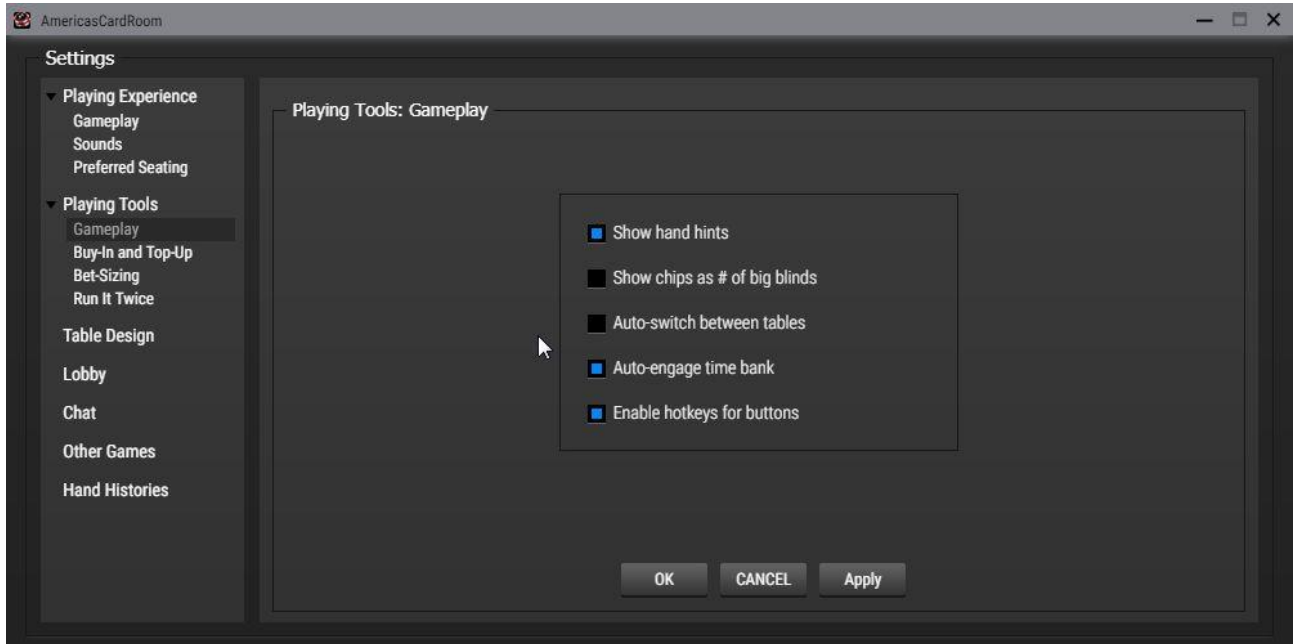 AmericasCardRoom
Settings
Playing Experience
Gameplay
Sounds
Preferred Seating
Playing Tools
Gameplay
Buy-In and Top-Up
Bet-Sizing
Run It Twice
Table Design
Lobby
Chat
Other Games
Hand Histories
Playing Tools: Gameplay
Show hand hints
Show chips as # of big blinds
Auto-switch between tables
Auto-engage time bank
Enable hotkeys for buttons
OK
CANCEL
Apply